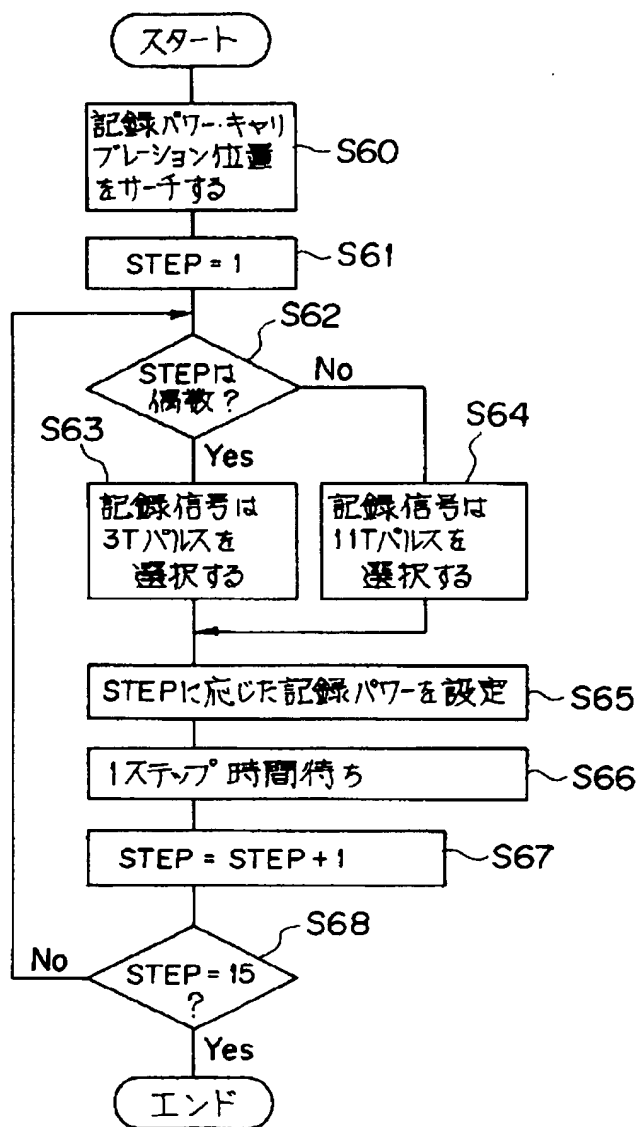 スタート
記録パワー・キャリ
ブレーション位置
をサーチする
S60
STEP = 1
S61
S62
STEPは
偶数?
No
Yes
S63
記録信号は
3Tパルスを
選択する
S64
記録信号は
11Tパルスを
選択する
STEPに応じた記録パワーを設定
S65
1ステップ時間待ち
S66
STEP = STEP+1
S67
S68
STEP = 15
?
No
Yes
エンド